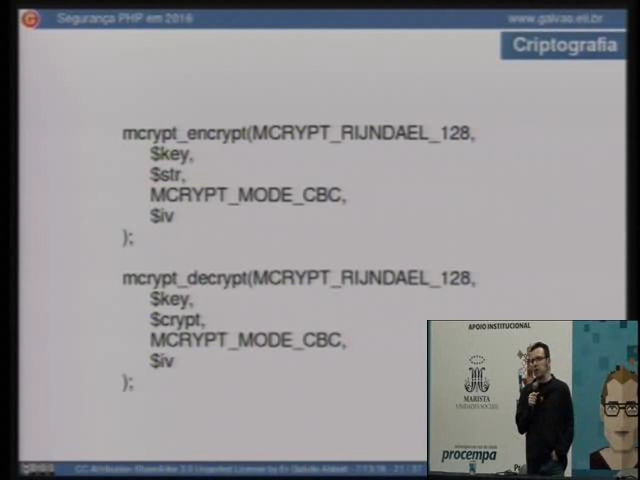 Segurança PHP em 2016
www.galvao.eti.br
Criptografia
mcrypt_encrypt(MCRYPT_RIJNDAEL_128,
$key,
$str,
MCRYPT_MODE_CBC,
$iv
);
mcrypt_decrypt(MCRYPT_RIJNDAEL_128,
$key,
$crypt,
MCRYPT_MODE_CBC,
$iv
);
APOIO INSTITUCIONAL
MARISTA
procempa